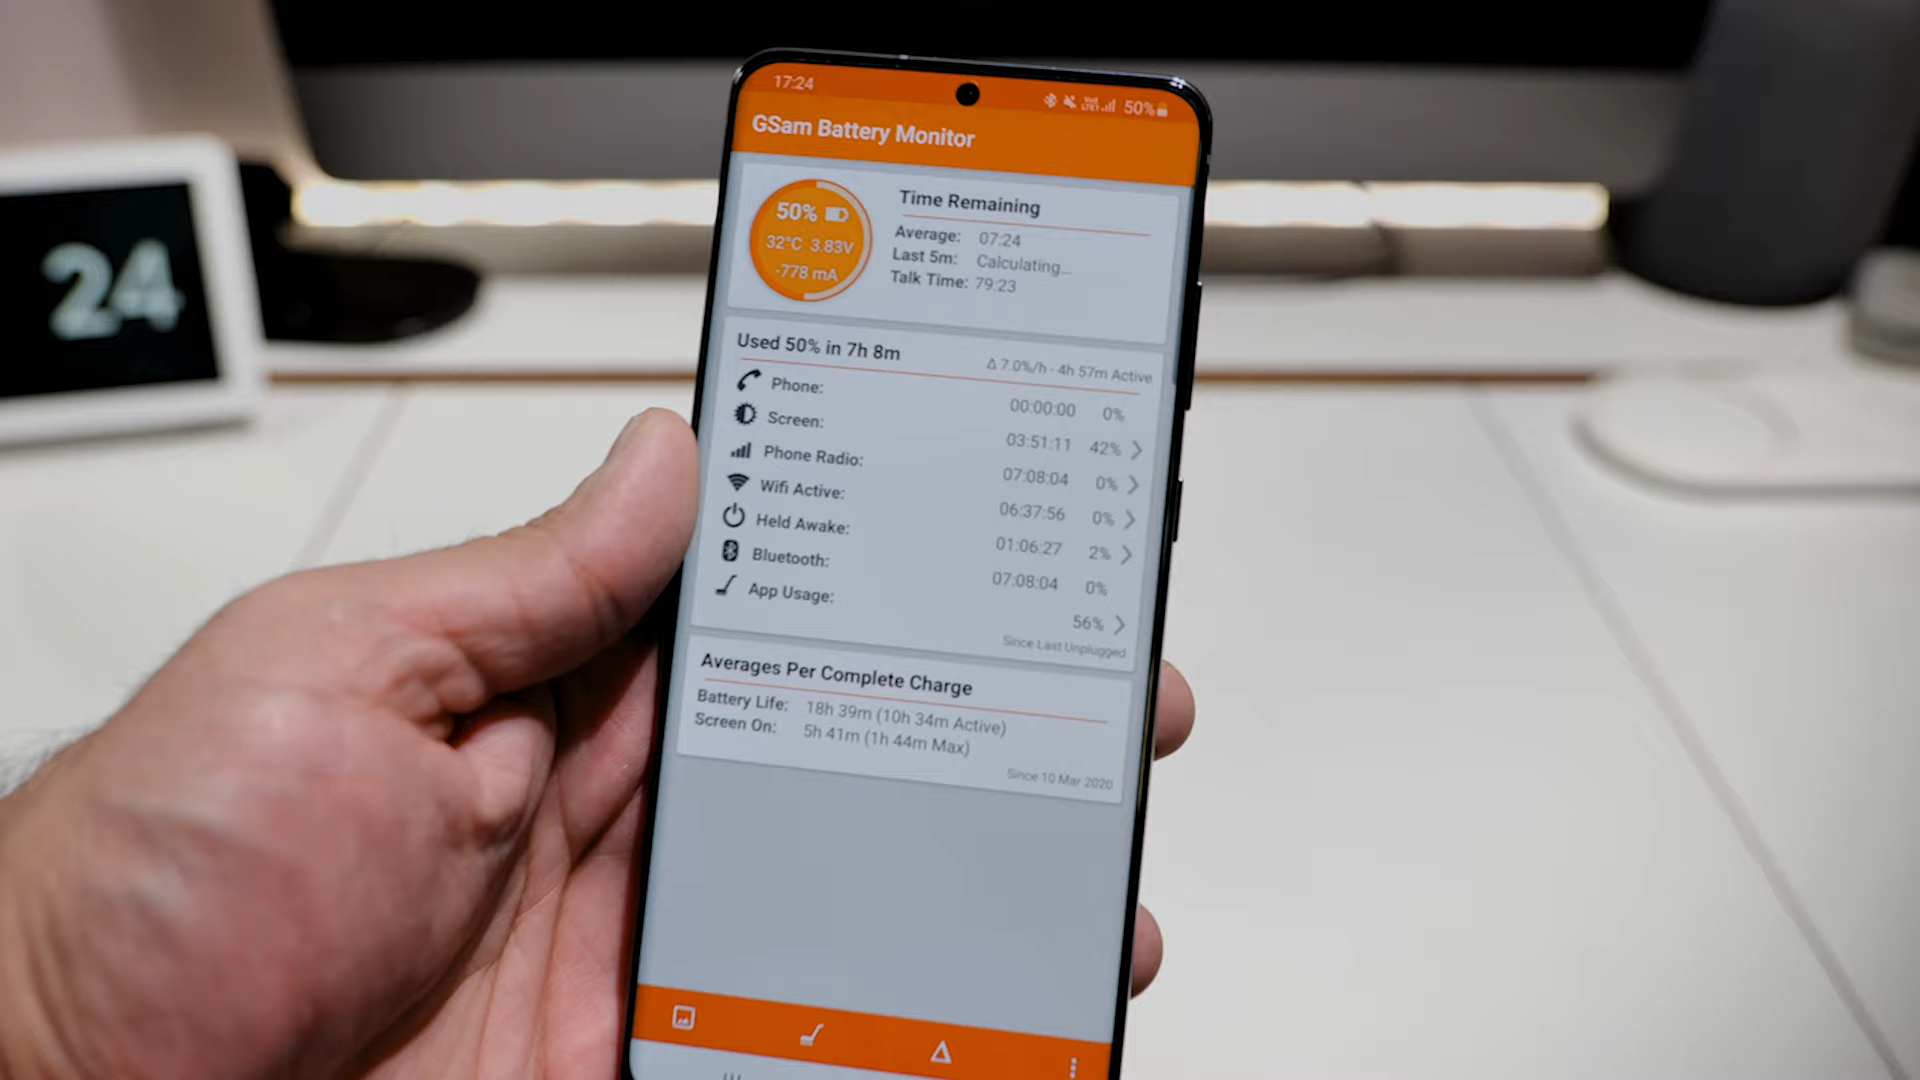 17:24
50%
GSam Battery Monitor
50%
32°C 3.83V
-778 mA
Time Remaining
Average: 07:24
Last 5m: Calculating...
Talk Time: 79:23
Used 50% in 7h 8m
Δ 7.0%/h - 4h 57m Active
Phone: 00:00:00 0%
Screen: 03:51:11 42%
Phone Radio: 07:08:04 0%
Wifi Active: 06:37:56 0%
Held Awake: 01:06:27 2%
Bluetooth: 07:08:04 0%
App Usage: 56%
Since Last Unplugged
Averages Per Complete Charge
Battery Life: 18h 39m (10h 34m Active)
Screen On: 5h 41m (1h 44m Max)
Since 10 Mar 2020
24